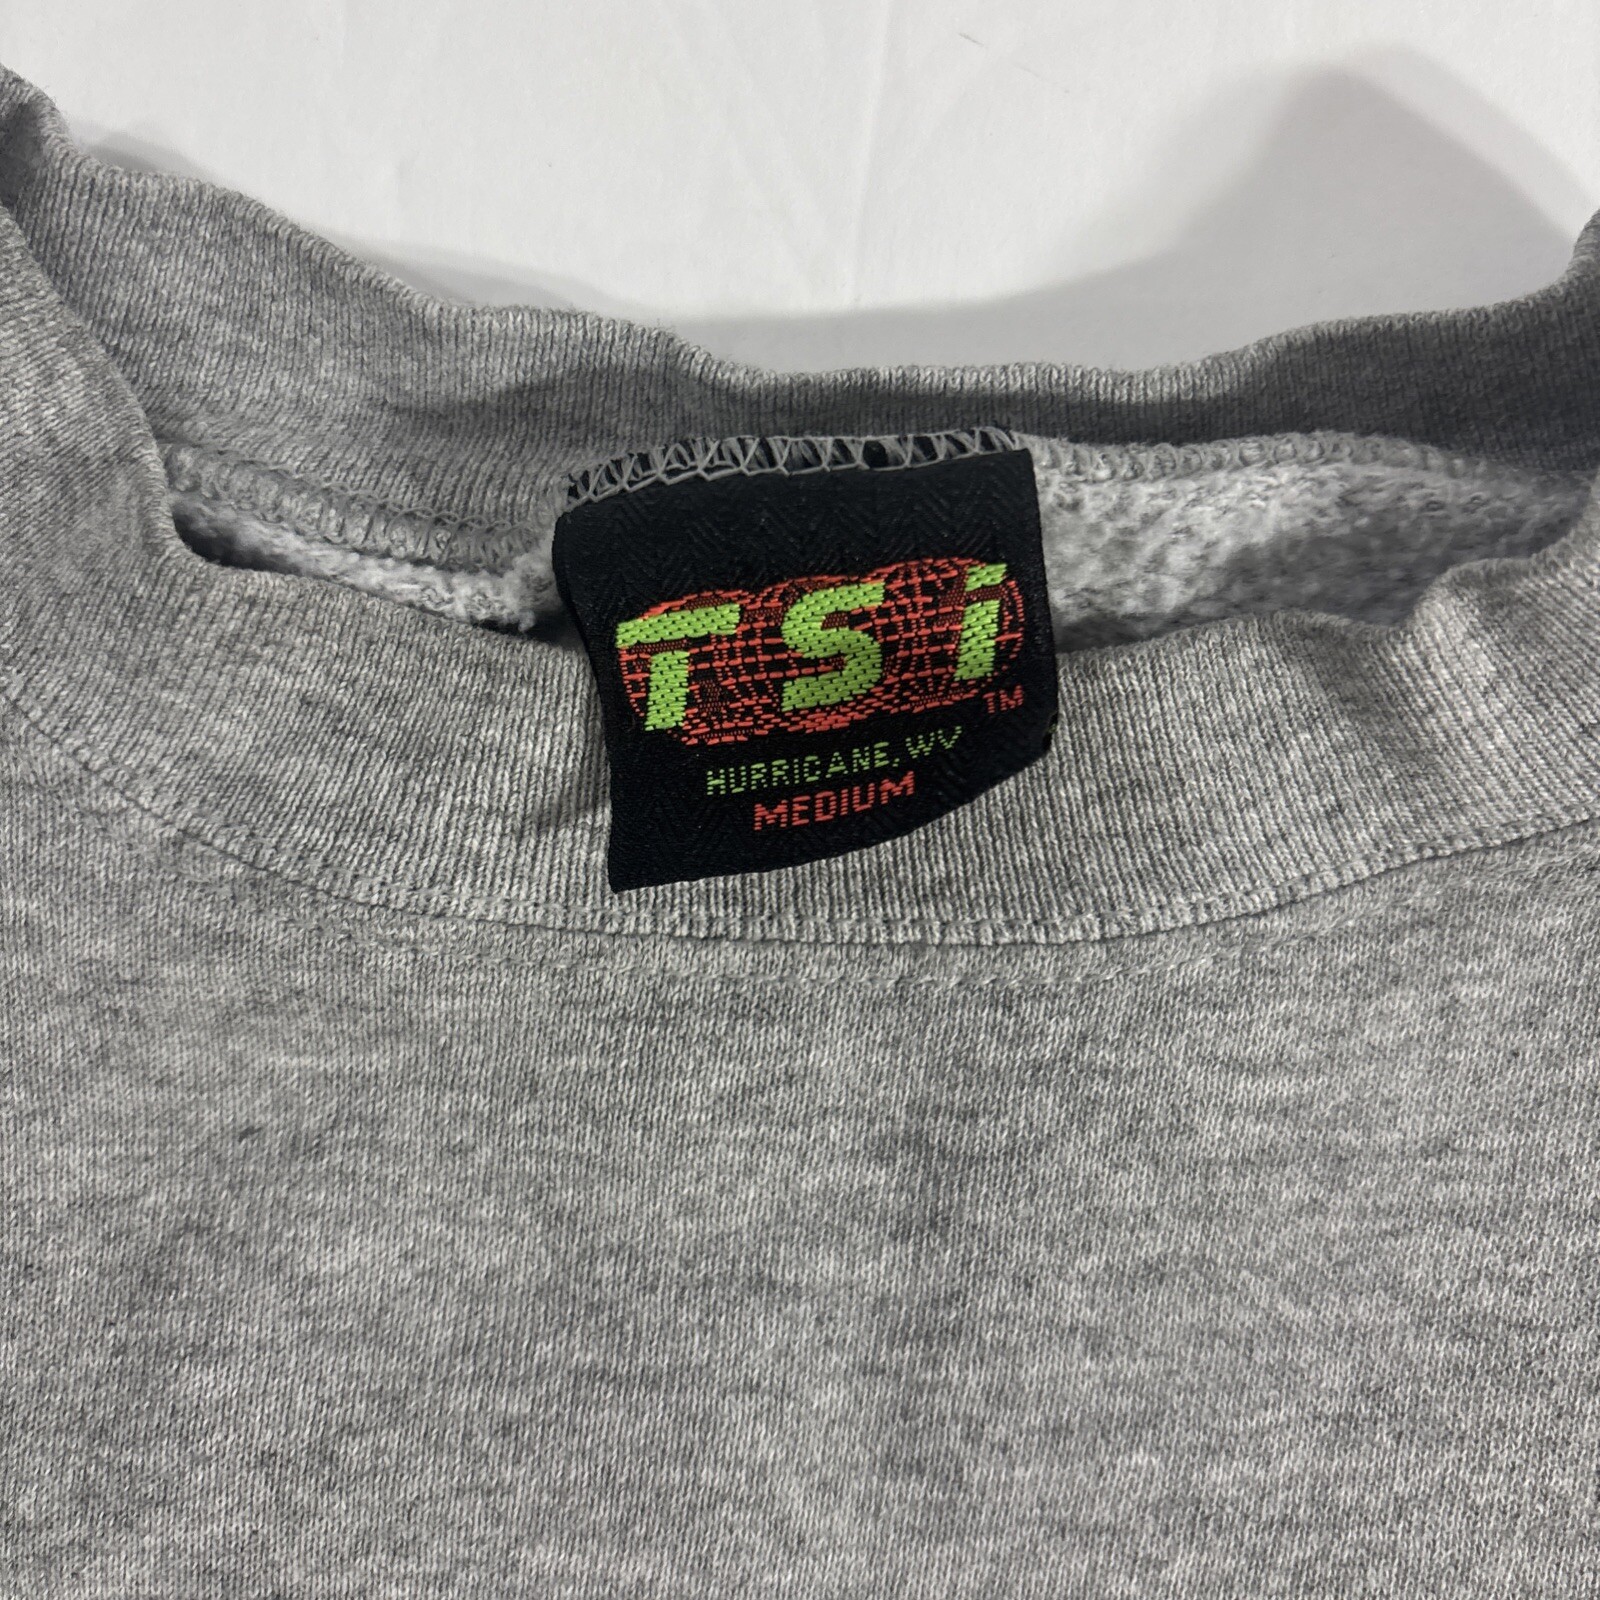 TSi
TM
HURRICANE, WV
MEDIUM